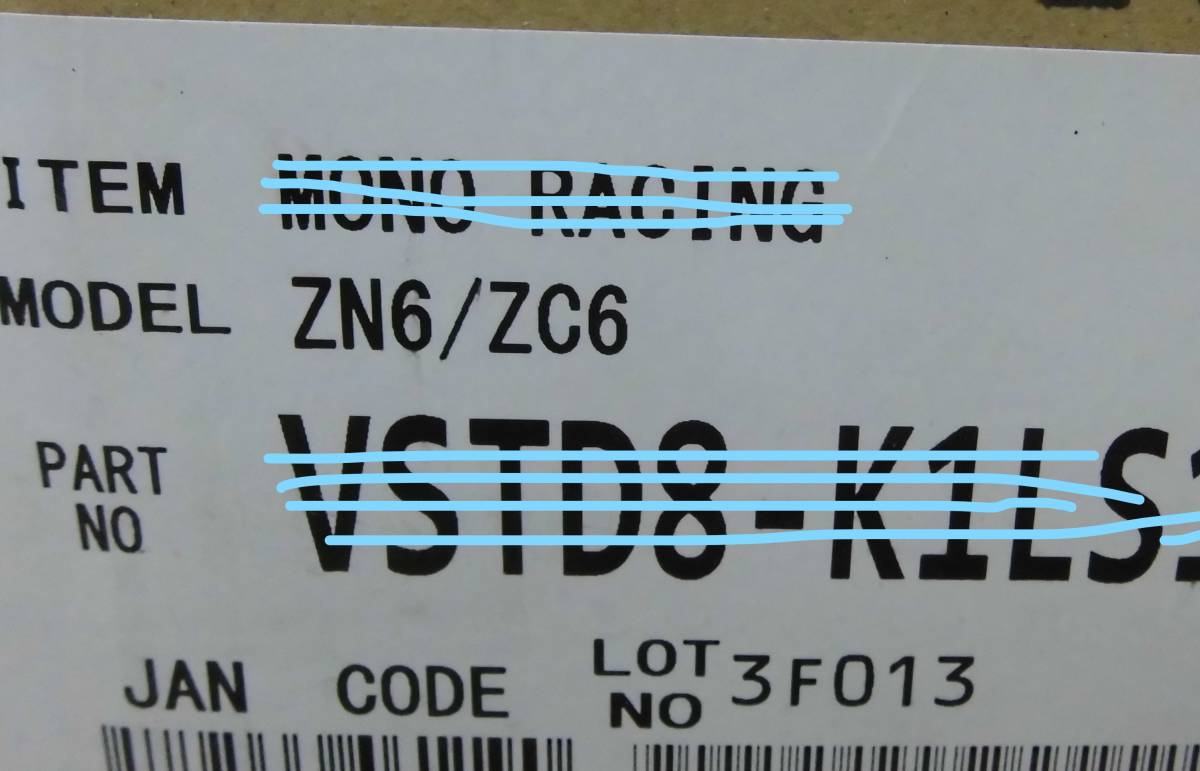 ITEM MONO RACING
MODEL ZN6/ZC6
PART NO VSTD8-K1LS
JAN CODE LOT NO 3F013